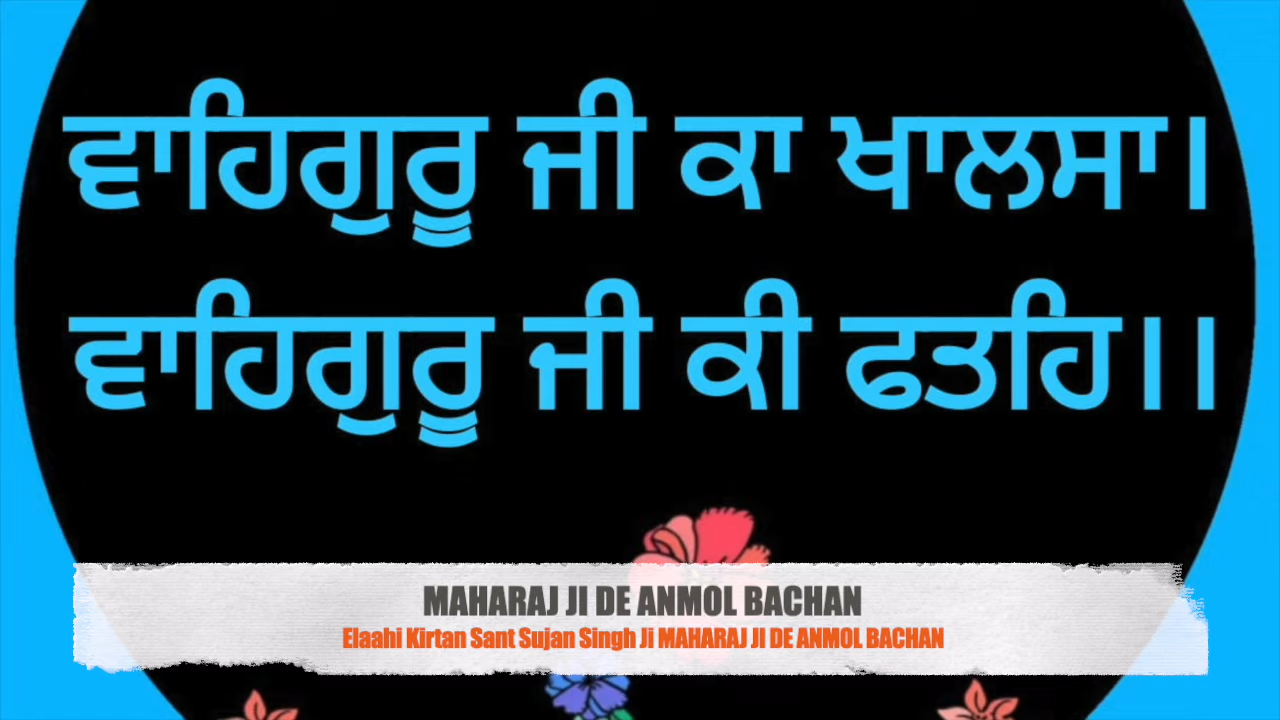 ਵਾਹਿਗੁਰੂ ਜੀ ਕਾ ਖਾਲਸਾ।
ਵਾਹਿਗੁਰੂ ਜੀ ਕੀ ਫਤਹਿ।।
MAHARAJ JI DE ANMOL BACHAN
Elaahi Kirtan Sant Sujan Singh Ji MAHARAJ JI DE ANMOL BACHAN